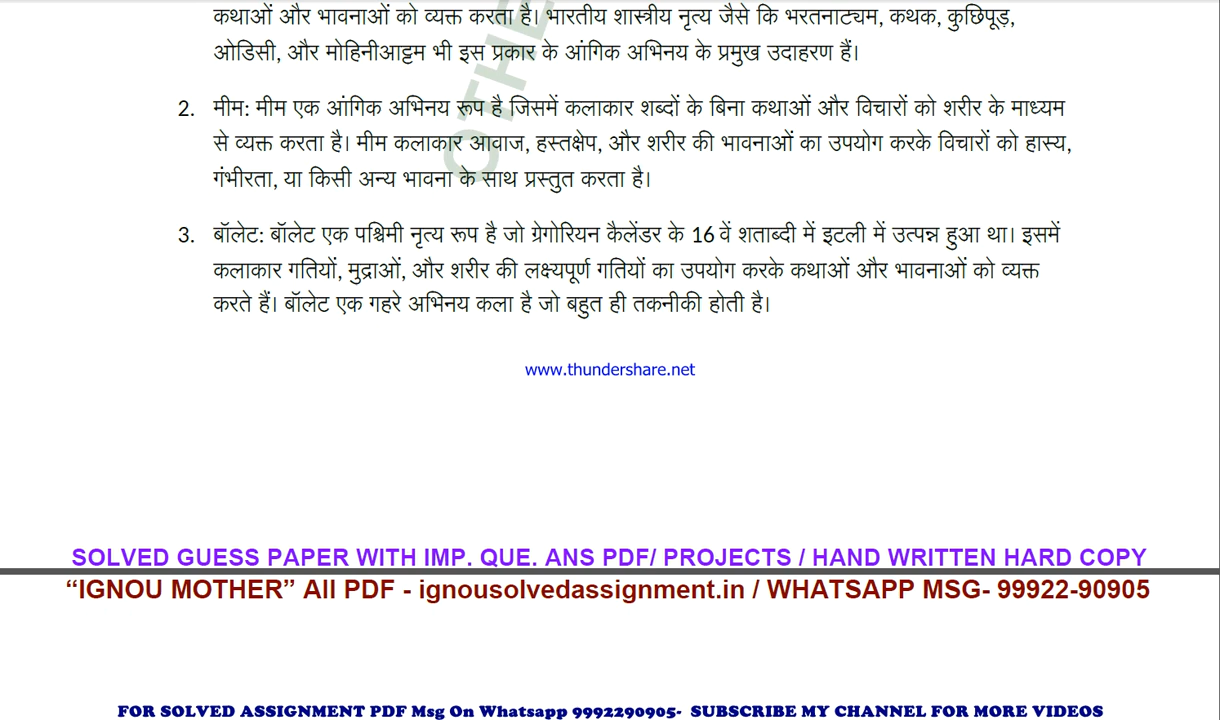 कथाओं और भावनाओं को व्यक्त करता है। भारतीय शास्त्रीय नृत्य जैसे कि भरतनाट्यम, कथक, कुछिपूड़,
ओडिसी, और मोहिनीआट्टम भी इस प्रकार के आंगिक अभिनय के प्रमुख उदाहरण हैं।
2. मीम: मीम एक आंगिक अभिनय रूप है जिसमें कलाकार शब्दों के बिना कथाओं और विचारों को शरीर के माध्यम
से व्यक्त करता है। मीम कलाकार आवाज, हस्तक्षेप, और शरीर की भावनाओं का उपयोग करके विचारों को हास्य,
गंभीरता, या किसी अन्य भावना के साथ प्रस्तुत करता है।
3. बॉलेट: बॉलेट एक पश्चिमी नृत्य रूप है जो ग्रेगोरियन कैलेंडर के 16 वें शताब्दी में इटली में उत्पन्न हुआ था। इसमें
कलाकार गतियों, मुद्राओं, और शरीर की लक्ष्यपूर्ण गतियों का उपयोग करके कथाओं और भावनाओं को व्यक्त
करते हैं। बॉलेट एक गहरे अभिनय कला है जो बहुत ही तकनीकी होती है।
OTHE
www.thundershare.net
SOLVED GUESS PAPER WITH IMP. QUE. ANS PDF/ PROJECTS / HAND WRITTEN HARD COPY
“IGNOU MOTHER” All PDF - ignousolvedassignment.in / WHATSAPP MSG- 99922-90905
FOR SOLVED ASSIGNMENT PDF Msg On Whatsapp 9992290905- SUBSCRIBE MY CHANNEL FOR MORE VIDEOS